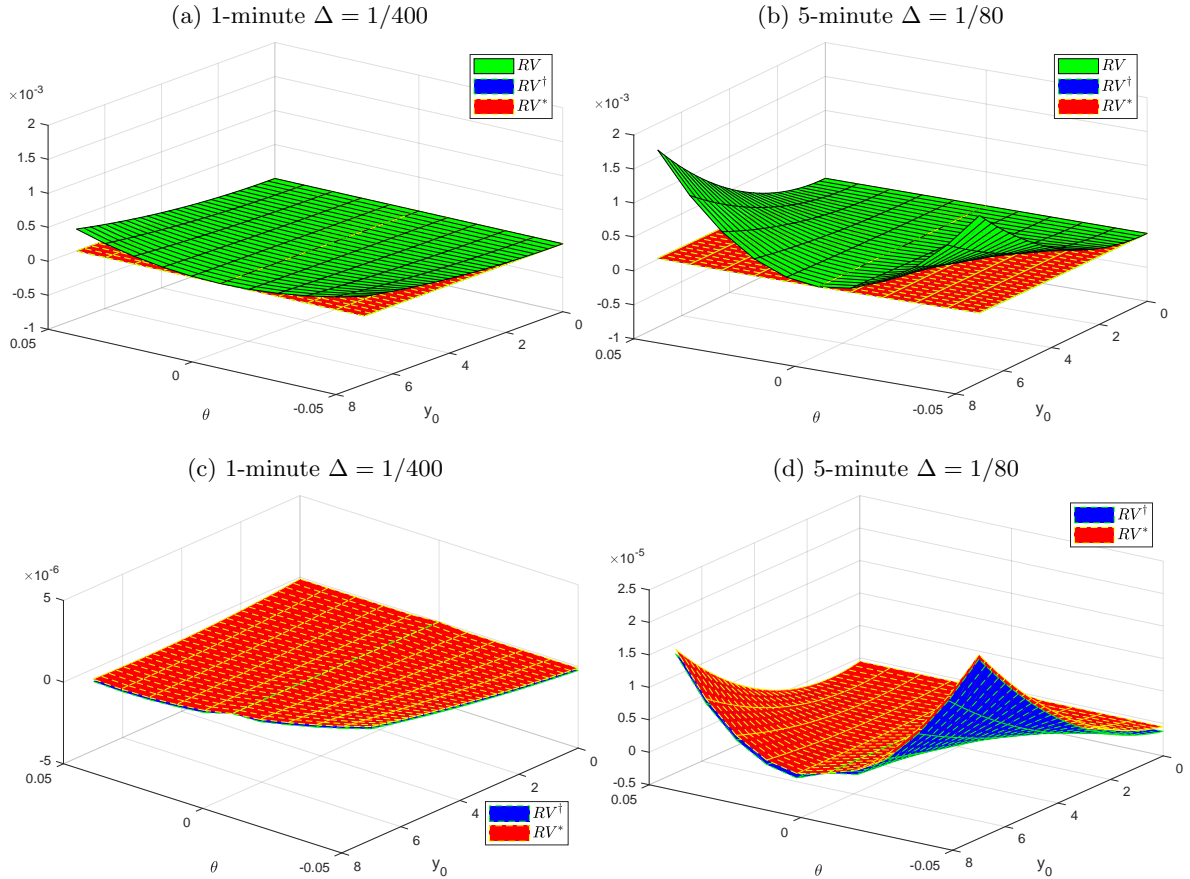 (a) 1-minute Δ = 1/400
RV
RV†
RV*
×10⁻³
2
1.5
1
0.5
0
-0.5
-1
0.05
0
-0.05
θ
8
6
4
2
0
y₀
(b) 5-minute Δ = 1/80
RV
RV†
RV*
×10⁻³
2
1.5
1
0.5
0
-0.5
-1
0.05
0
-0.05
θ
8
6
4
2
0
y₀
(c) 1-minute Δ = 1/400
×10⁻⁶
5
0
-5
0.05
0
-0.05
θ
8
6
4
2
0
y₀
RV†
RV*
(d) 5-minute Δ = 1/80
RV†
RV*
×10⁻⁵
2.5
2
1.5
1
0.5
0
-0.5
0.05
0
-0.05
θ
8
6
4
2
0
y₀